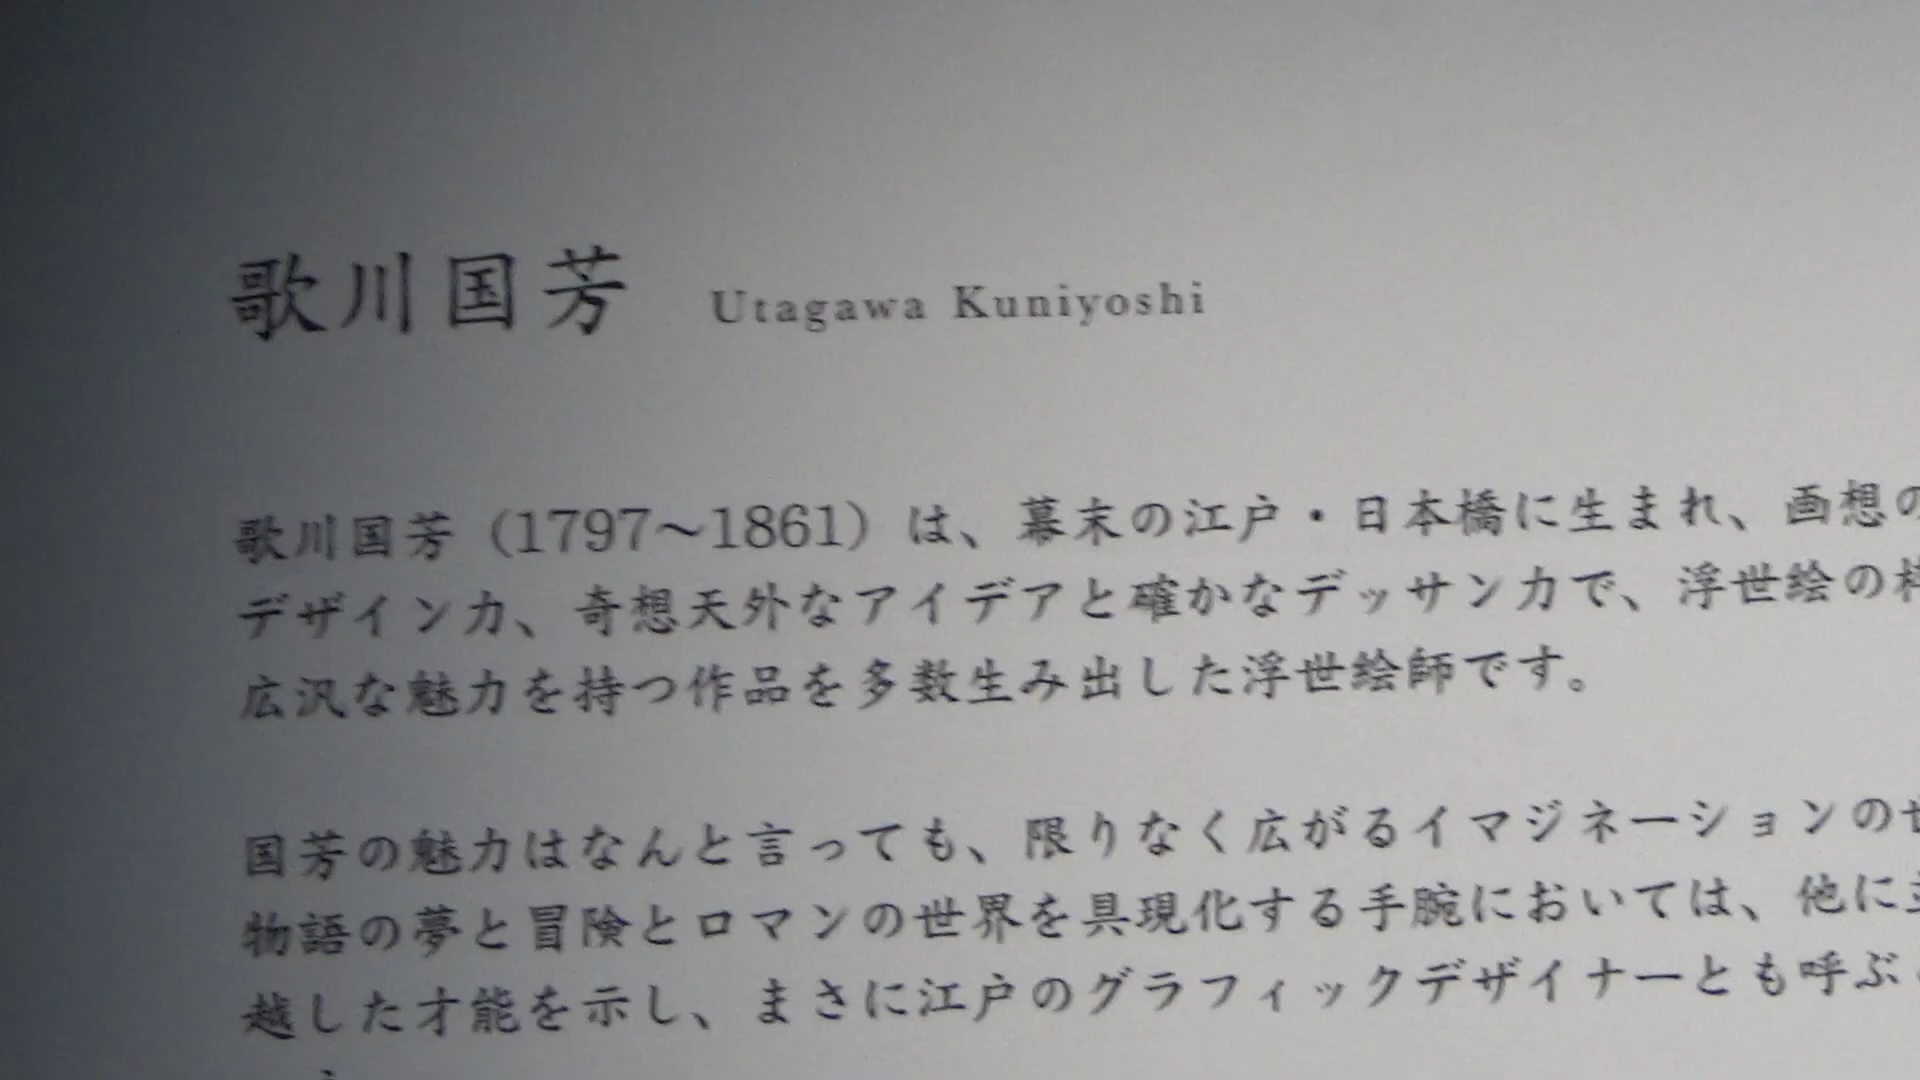 歌川国芳 Utagawa Kuniyoshi
歌川国芳（1797〜1861）は、幕末の江戸・日本橋に生まれ、画想の
デザイン力、奇想天外なアイデアと確かなデッサン力で、浮世絵の枠
広汎な魅力を持つ作品を多数生み出した浮世絵師です。
国芳の魅力はなんと言っても、限りなく広がるイマジネーションの
物語の夢と冒険とロマンの世界を具現化する手腕においては、他に
越した才能を示し、まさに江戸のグラフィックデザイナーとも呼ぶ